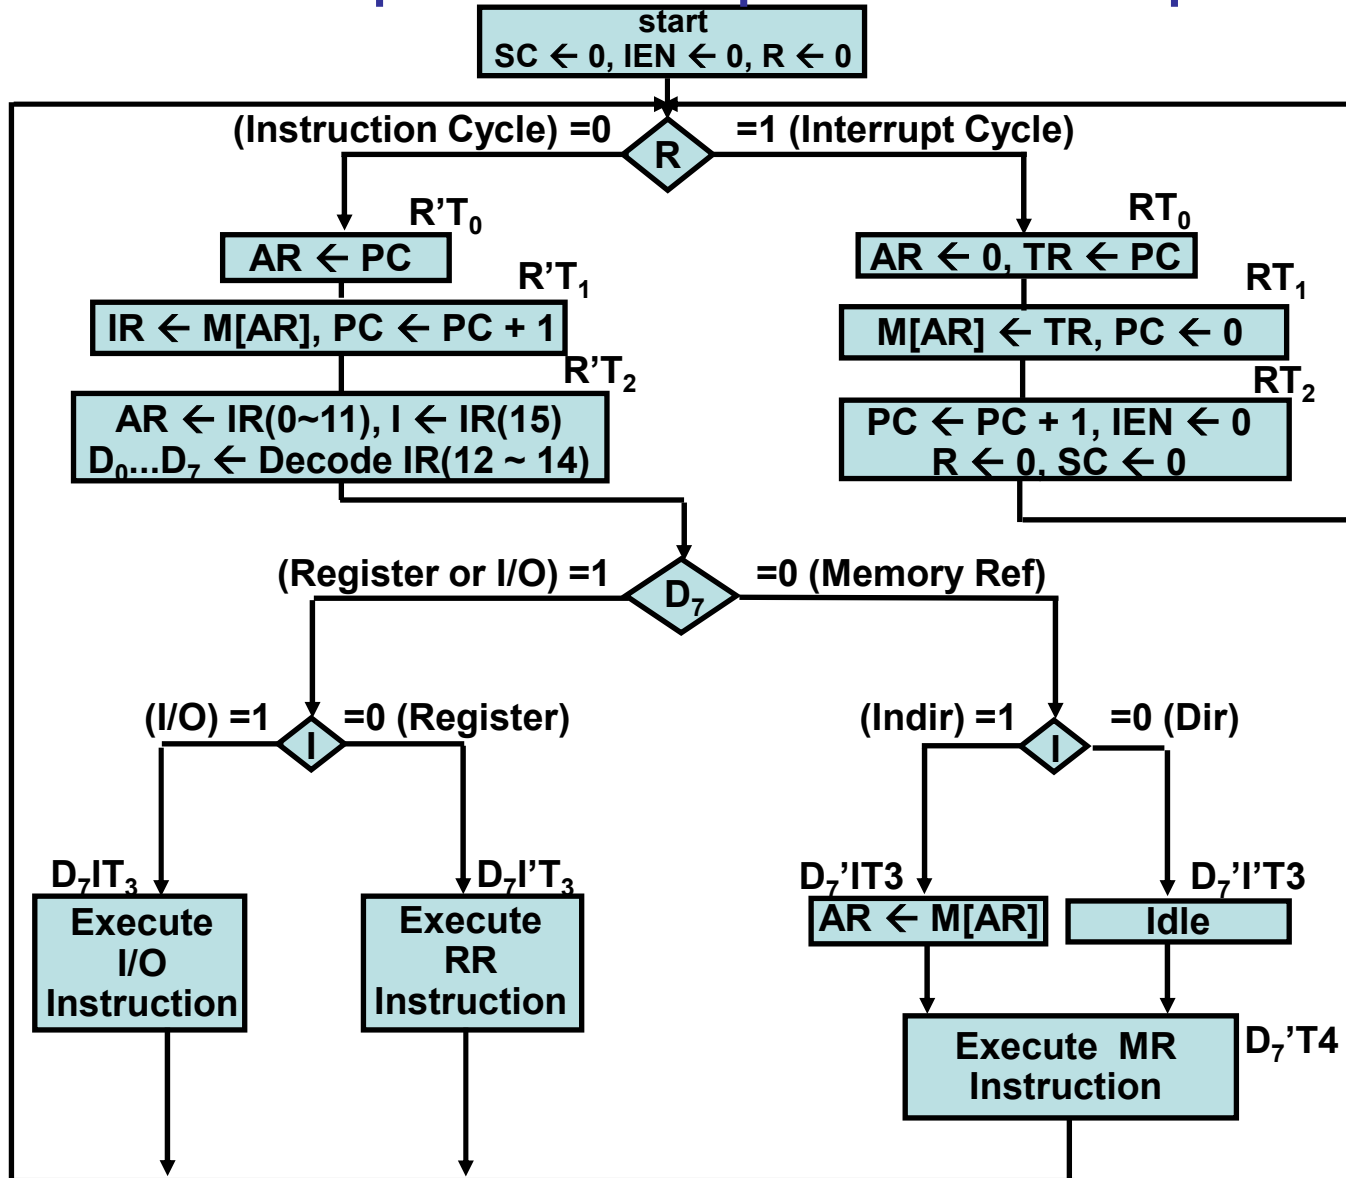 start
SC ← 0, IEN ← 0, R ← 0
(Instruction Cycle) =0
=1 (Interrupt Cycle)
R
R’T₀
RT₀
AR ← PC
AR ← 0, TR ← PC
R’T₁
RT₁
IR ← M[AR], PC ← PC + 1
M[AR] ← TR, PC ← 0
R’T₂
RT₂
AR ← IR(0~11), I ← IR(15)
D₀...D₇ ← Decode IR(12 ~ 14)
PC ← PC + 1, IEN ← 0
R ← 0, SC ← 0
(Register or I/O) =1
=0 (Memory Ref)
D₇
(I/O) =1
=0 (Register)
(Indir) =1
=0 (Dir)
I
I
D₇IT₃
D₇I’T₃
D₇’IT3
D₇’I’T3
Execute
I/O
Instruction
Execute
RR
Instruction
AR ← M[AR]
Idle
Execute MR
Instruction
D₇’T4